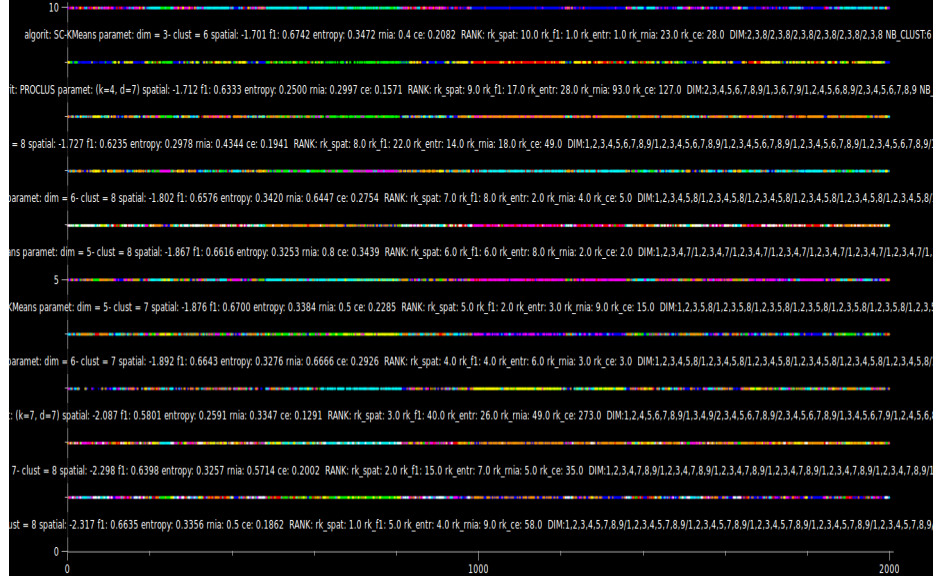 10
algorit: SC-KMeans paramet: dim = 3- clust = 6 spatial: -1.701 f1: 0.6742 entropy: 0.3472 rnia: 0.4 ce: 0.2082 RANK: rk_spat: 10.0 rk_f1: 1.0 rk_entr: 1.0 rk_rnia: 23.0 rk_ce: 28.0 DIM:2,3,8/2,3,8/2,3,8/2,3,8/2,3,8/2,3,8 NB_CLUST:6
rit: PROCLUS paramet: (k=4, d=7) spatial: -1.712 f1: 0.6333 entropy: 0.2500 rnia: 0.2997 ce: 0.1571 RANK: rk_spat: 9.0 rk_f1: 17.0 rk_entr: 28.0 rk_rnia: 93.0 rk_ce: 127.0 DIM:2,3,4,5,6,7,8,9/1,3,6,7,9/1,2,4,5,6,8,9/2,3,4,5,6,7,8,9 NB_
= 8 spatial: -1.727 f1: 0.6235 entropy: 0.2978 rnia: 0.4344 ce: 0.1941 RANK: rk_spat: 8.0 rk_f1: 22.0 rk_entr: 14.0 rk_rnia: 18.0 rk_ce: 49.0 DIM:1,2,3,4,5,6,7,8,9/1,2,3,4,5,6,7,8,9/1,2,3,4,5,6,7,8,9/1,2,3,4,5,6,7,8,9/1
paramet: dim = 6- clust = 8 spatial: -1.802 f1: 0.6576 entropy: 0.3420 rnia: 0.6447 ce: 0.2754 RANK: rk_spat: 7.0 rk_f1: 8.0 rk_entr: 2.0 rk_rnia: 4.0 rk_ce: 5.0 DIM:1,2,3,4,5,8/1,2,3,4,5,8/1,2,3,4,5,8/1,2,3,4,5,8/1,2,3,4,5,8/
ans paramet: dim = 5- clust = 8 spatial: -1.867 f1: 0.6616 entropy: 0.3253 rnia: 0.8 ce: 0.3439 RANK: rk_spat: 6.0 rk_f1: 6.0 rk_entr: 8.0 rk_rnia: 2.0 rk_ce: 2.0 DIM:1,2,3,4,7/1,2,3,4,7/1,2,3,4,7/1,2,3,4,7/1,2,3,4,7/1,2,3,4,7/1,
5
KMeans paramet: dim = 5- clust = 7 spatial: -1.876 f1: 0.6700 entropy: 0.3384 rnia: 0.5 ce: 0.2285 RANK: rk_spat: 5.0 rk_f1: 2.0 rk_entr: 3.0 rk_rnia: 9.0 rk_ce: 15.0 DIM:1,2,3,5,8/1,2,3,5,8/1,2,3,5,8/1,2,3,5,8/1,2,3,5,8/1,2,3,5
paramet: dim = 6- clust = 7 spatial: -1.892 f1: 0.6643 entropy: 0.3276 rnia: 0.6666 ce: 0.2926 RANK: rk_spat: 4.0 rk_f1: 4.0 rk_entr: 6.0 rk_rnia: 3.0 rk_ce: 3.0 DIM:1,2,3,4,5,8/1,2,3,4,5,8/1,2,3,4,5,8/1,2,3,4,5,8/1,2,3,4,5,8/
: (k=7, d=7) spatial: -2.087 f1: 0.5801 entropy: 0.2591 rnia: 0.3347 ce: 0.1291 RANK: rk_spat: 3.0 rk_f1: 40.0 rk_entr: 26.0 rk_rnia: 49.0 rk_ce: 273.0 DIM:1,2,4,5,6,7,8,9/1,3,4,9/2,3,4,5,6,7,8,9/2,3,4,5,6,7,8,9/1,3,4,5,6,7,9/1,2,4,5,6,8
7- clust = 8 spatial: -2.298 f1: 0.6398 entropy: 0.3257 rnia: 0.5714 ce: 0.2002 RANK: rk_spat: 2.0 rk_f1: 15.0 rk_entr: 7.0 rk_rnia: 5.0 rk_ce: 35.0 DIM:1,2,3,4,7,8,9/1,2,3,4,7,8,9/1,2,3,4,7,8,9/1,2,3,4,7,8,9/1,2,3,4,7,8,9/1
ust = 8 spatial: -2.317 f1: 0.6635 entropy: 0.3356 rnia: 0.5 ce: 0.1862 RANK: rk_spat: 1.0 rk_f1: 5.0 rk_entr: 4.0 rk_rnia: 9.0 rk_ce: 58.0 DIM:1,2,3,4,5,7,8,9/1,2,3,4,5,7,8,9/1,2,3,4,5,7,8,9/1,2,3,4,5,7,8,9/1,2,3,4,5,7,8,9/
0
0 1000 2000